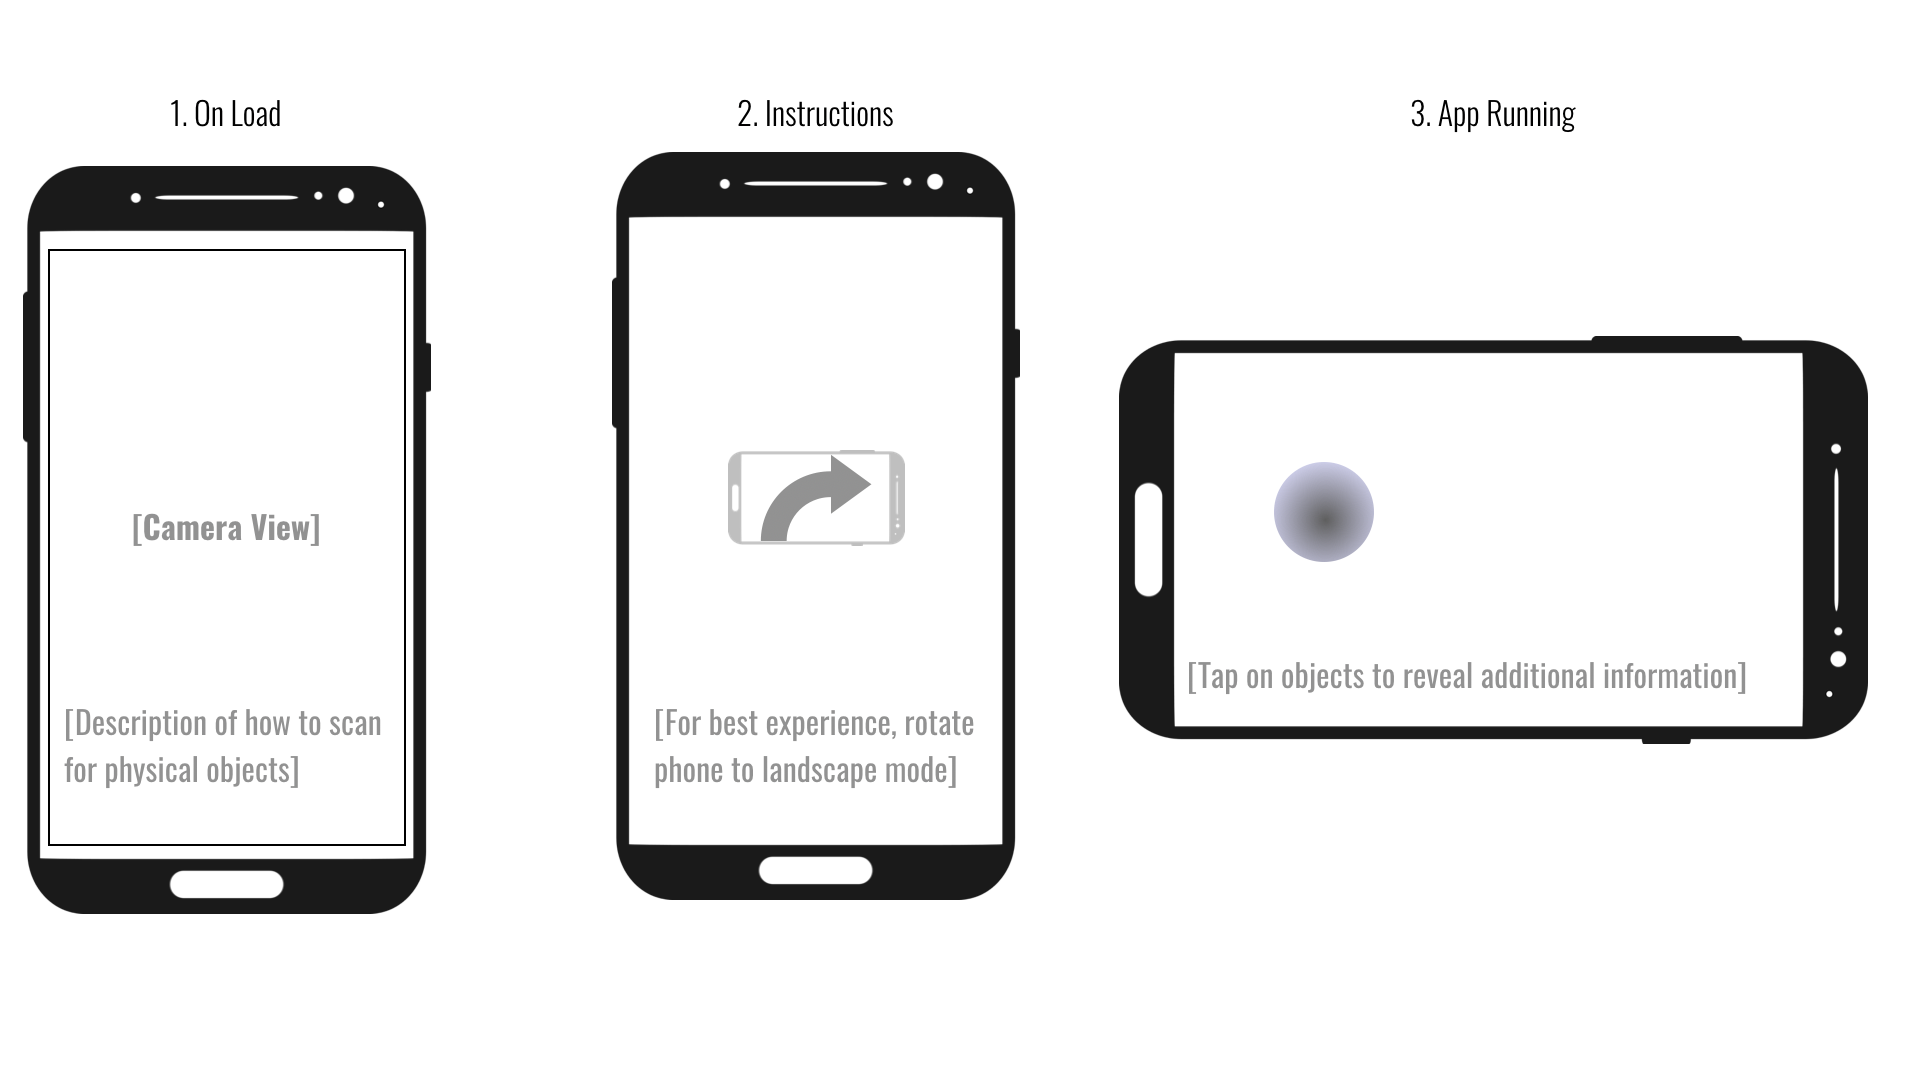 1. On Load
[Camera View]
[Description of how to scan
for physical objects]
2. Instructions
[For best experience, rotate
phone to landscape mode]
3. App Running
[Tap on objects to reveal additional information]